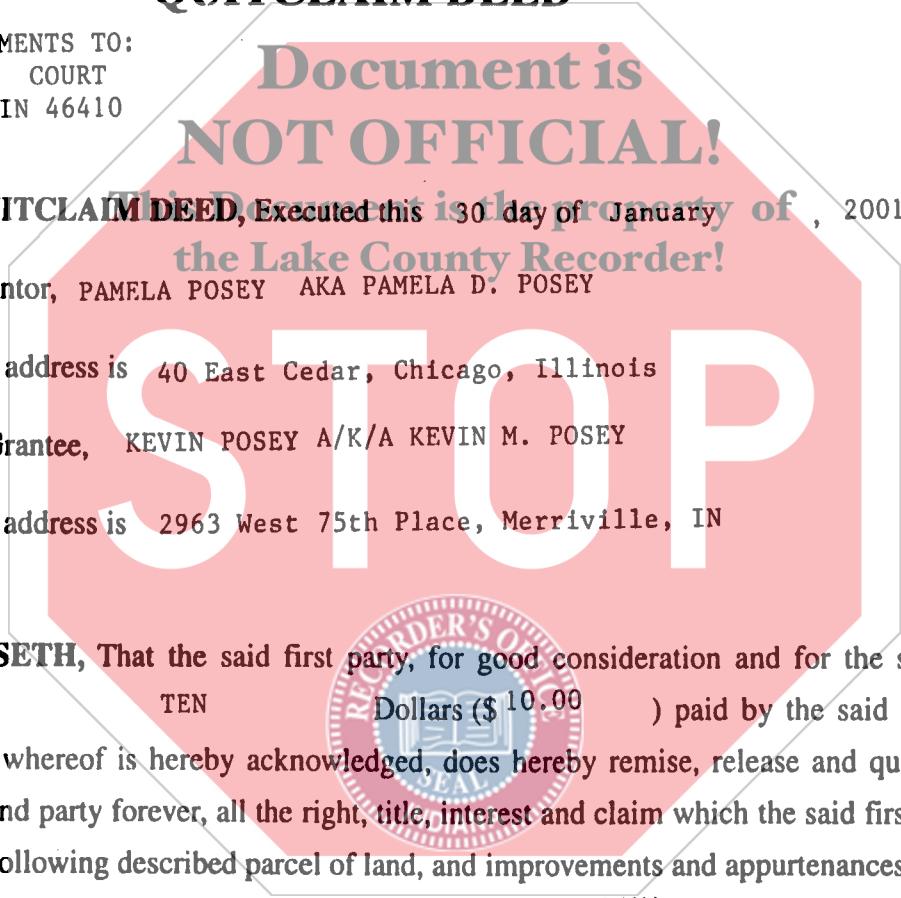 QUITCLAIM DEED
MENTS TO:
COURT
IN 46410
Document is
NOT OFFICIAL!
This Document is the property of
the Lake County Recorder!
ITCLAIM DEED, Executed this 30 day of January , 2001
ntor, PAMELA POSEY AKA PAMELA D. POSEY
address is 40 East Cedar, Chicago, Illinois
Grantee, KEVIN POSEY A/K/A KEVIN M. POSEY
address is 2963 West 75th Place, Merriville, IN
STOP
SETH, That the said first party, for good consideration and for the s
TEN Dollars ($ 10.00 ) paid by the said
whereof is hereby acknowledged, does hereby remise, release and qu
nd party forever, all the right, title, interest and claim which the said firs
ollowing described parcel of land, and improvements and appurtenances
RECORDER'S OFFICE
SEAL